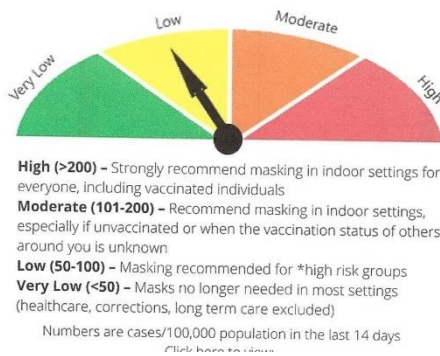 Very Low
Low
Moderate
High
High (>200) – Strongly recommend masking in indoor settings for
everyone, including vaccinated individuals
Moderate (101-200) – Recommend masking in indoor settings,
especially if unvaccinated or when the vaccination status of others
around you is unknown
Low (50-100) – Masking recommended for *high risk groups
Very Low (<50) – Masks no longer needed in most settings
(healthcare, corrections, long term care excluded)
Numbers are cases/100,000 population in the last 14 days
Click here to view